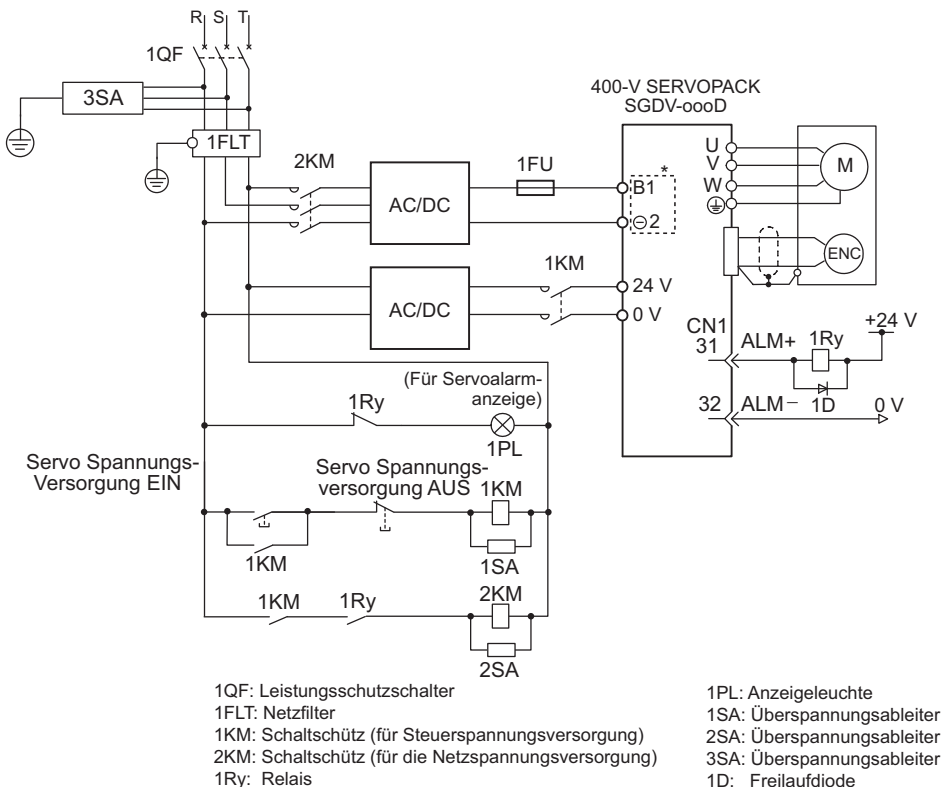 R S T
1QF
3SA
1FLT
2KM
AC/DC
1FU
400-V SERVOPACK
SGDV-oooD
B1
*
⊖2
U
V
W
M
ENC
AC/DC
1KM
24 V
0 V
CN1
31
ALM+
1Ry
+24 V
1D
32
ALM−
0 V
(Für Servoalarm-
anzeige)
1Ry
1PL
Servo Spannungs-
Versorgung EIN
Servo Spannungs-
versorgung AUS
1KM
1KM
1SA
1KM
1Ry
2KM
2SA
1QF: Leistungsschutzschalter
1FLT: Netzfilter
1KM: Schaltschütz (für Steuerspannungsversorgung)
2KM: Schaltschütz (für die Netzspannungsversorgung)
1Ry: Relais
1PL: Anzeigeleuchte
1SA: Überspannungsableiter
2SA: Überspannungsableiter
3SA: Überspannungsableiter
1D: Freilaufdiode